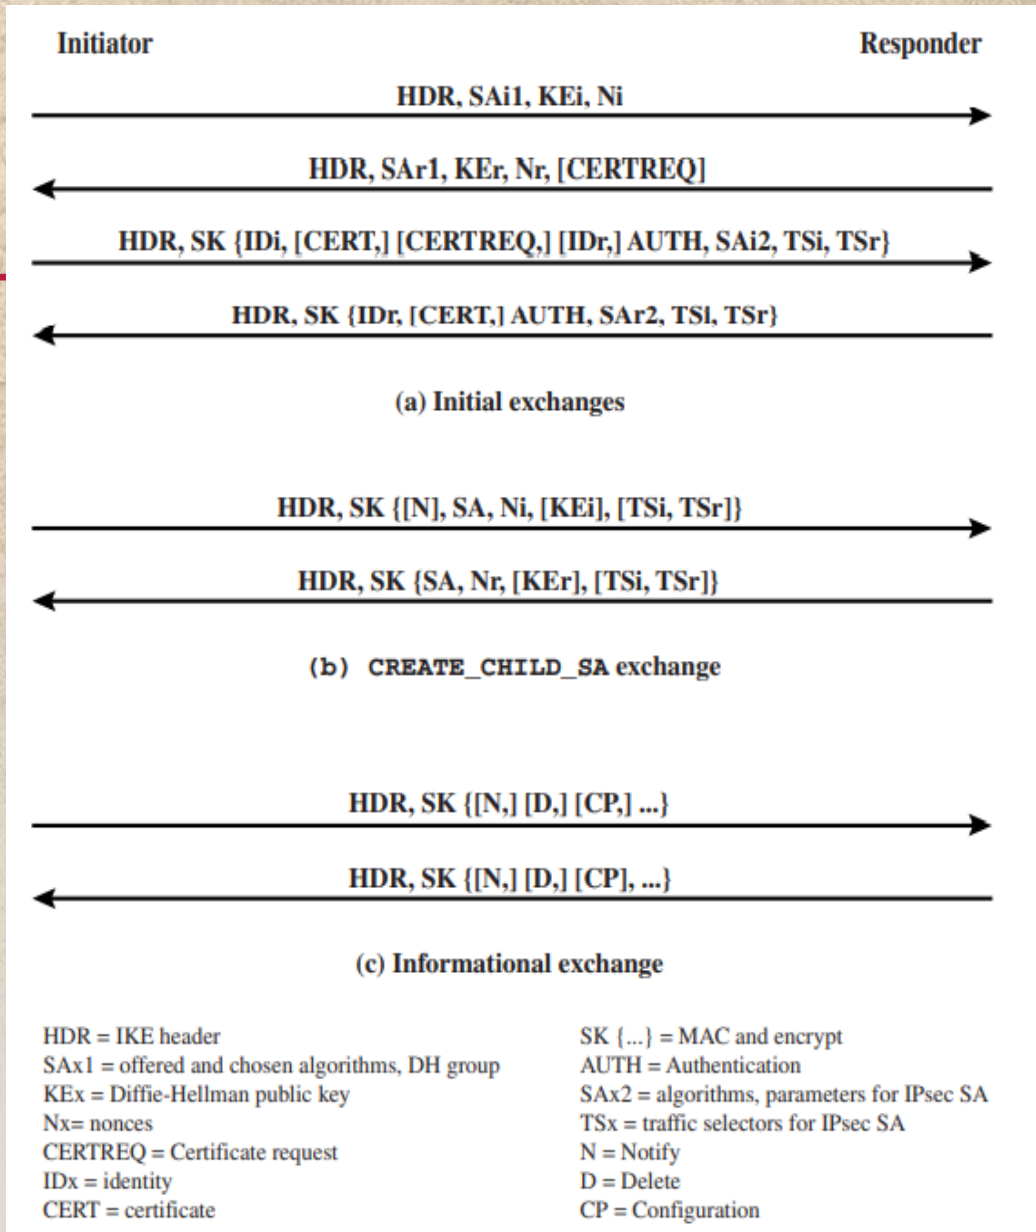 Initiator
Responder
HDR, SAi1, KEi, Ni
HDR, SAr1, KEr, Nr, [CERTREQ]
HDR, SK {IDi, [CERT,] [CERTREQ,] [IDr,] AUTH, SAi2, TSi, TSr}
HDR, SK {IDr, [CERT,] AUTH, SAr2, TSl, TSr}
(a) Initial exchanges
HDR, SK {[N], SA, Ni, [KEi], [TSi, TSr]}
HDR, SK {SA, Nr, [KEr], [TSi, TSr]}
(b) CREATE_CHILD_SA exchange
HDR, SK {[N,] [D,] [CP,] ...}
HDR, SK {[N,] [D,] [CP], ...}
(c) Informational exchange
HDR = IKE header
SAx1 = offered and chosen algorithms, DH group
KEx = Diffie-Hellman public key
Nx= nonces
CERTREQ = Certificate request
IDx = identity
CERT = certificate
SK {...} = MAC and encrypt
AUTH = Authentication
SAx2 = algorithms, parameters for IPsec SA
TSx = traffic selectors for IPsec SA
N = Notify
D = Delete
CP = Configuration